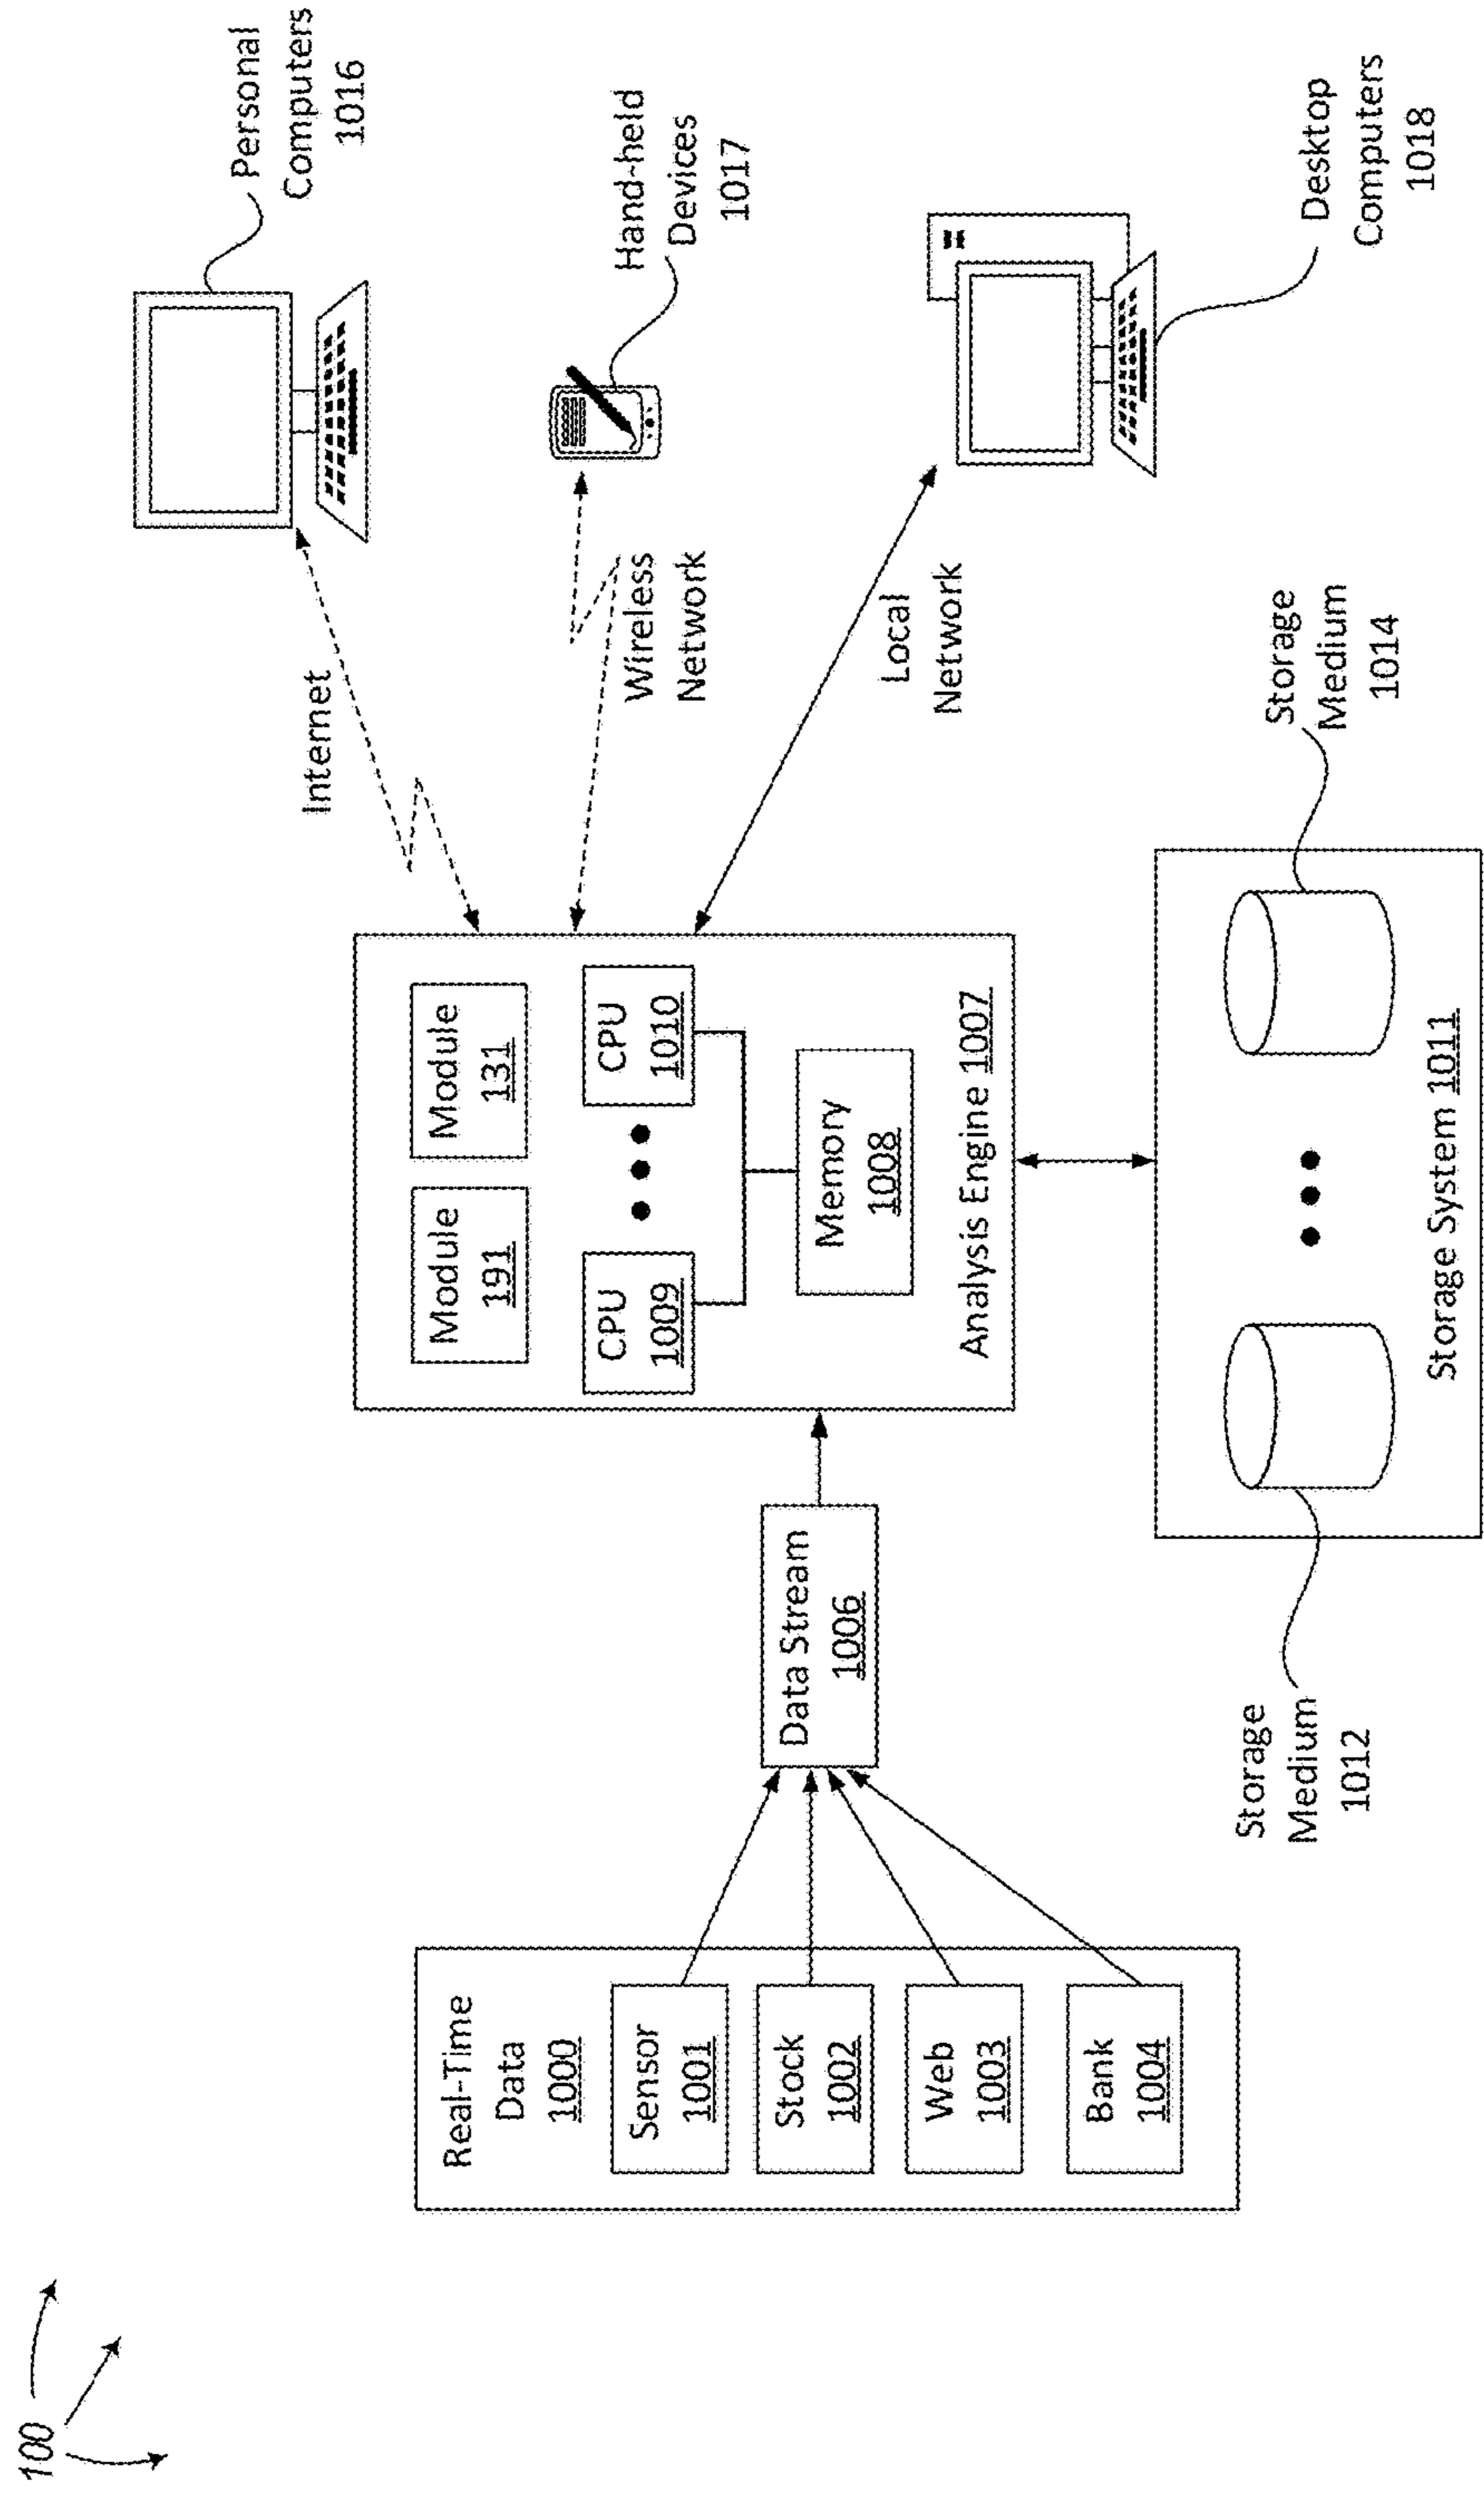 100
Real-Time
Data
1000
Sensor
1001
Stock
1002
Web
1003
Bank
1004
Data Stream
1006
Module
191
Module
131
CPU
1009
CPU
1010
Memory
1008
Analysis Engine 1007
Storage
Medium
1012
Storage System 1011
Storage
Medium
1014
Internet
Wireless
Network
Local
Network
Personal
Computers
1016
Hand-held
Devices
1017
Desktop
Computers
1018